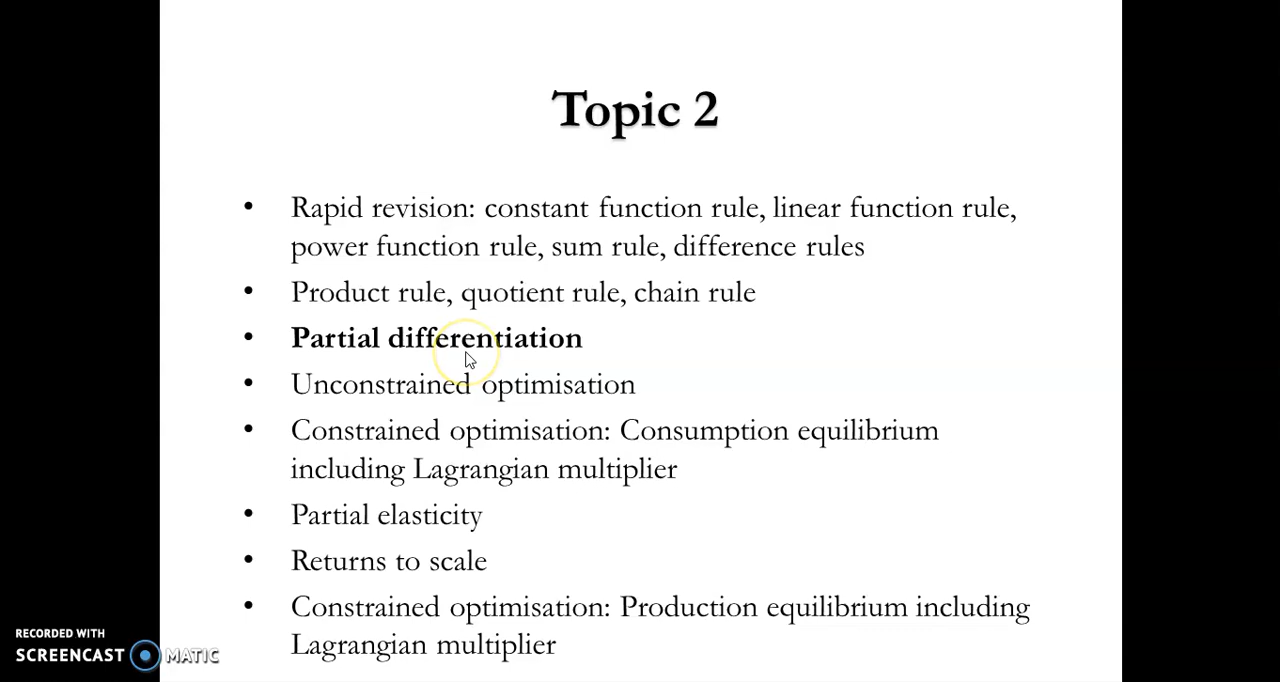 Topic 2
• Rapid revision: constant function rule, linear function rule,
power function rule, sum rule, difference rules
• Product rule, quotient rule, chain rule
• Partial differentiation
• Unconstrained optimisation
• Constrained optimisation: Consumption equilibrium
including Lagrangian multiplier
• Partial elasticity
• Returns to scale
• Constrained optimisation: Production equilibrium including
Lagrangian multiplier
RECORDED WITH
SCREENCAST MATIC